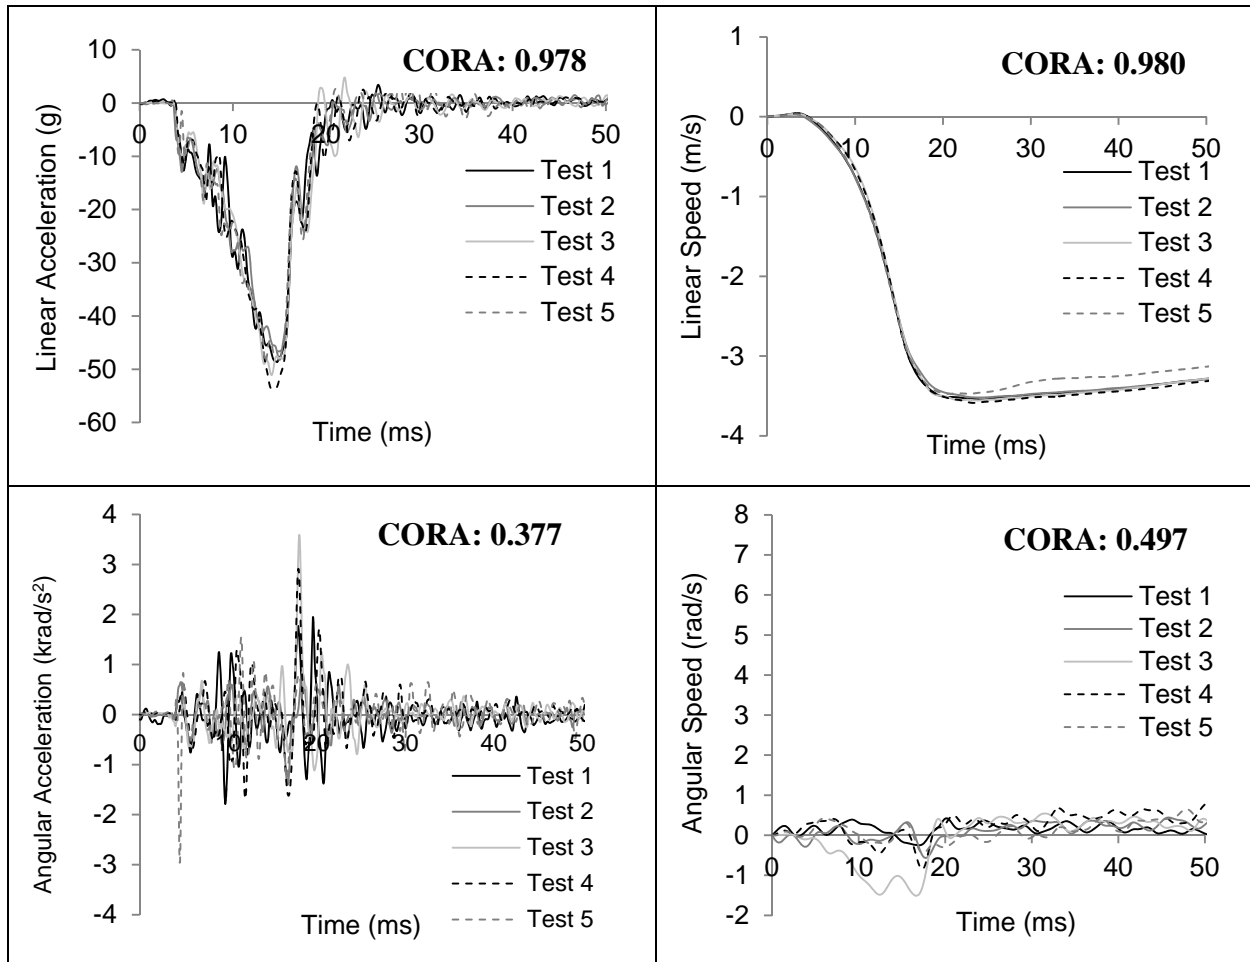 CORA: 0.978
Linear Acceleration (g)
10
0
-10
-20
-30
-40
-50
-60
0 10 20 30 40 50
Test 1
Test 2
Test 3
Test 4
Test 5
Time (ms)
CORA: 0.980
Linear Speed (m/s)
1
0
-1
-2
-3
-4
0 10 20 30 40 50
Test 1
Test 2
Test 3
Test 4
Test 5
Time (ms)
CORA: 0.377
Angular Acceleration (krad/s²)
4
3
2
1
0
-1
-2
-3
-4
0 10 20 30 40 50
Test 1
Test 2
Test 3
Test 4
Test 5
Time (ms)
CORA: 0.497
Angular Speed (rad/s)
8
7
6
5
4
3
2
1
0
-1
-2
0 10 20 30 40 50
Test 1
Test 2
Test 3
Test 4
Test 5
Time (ms)